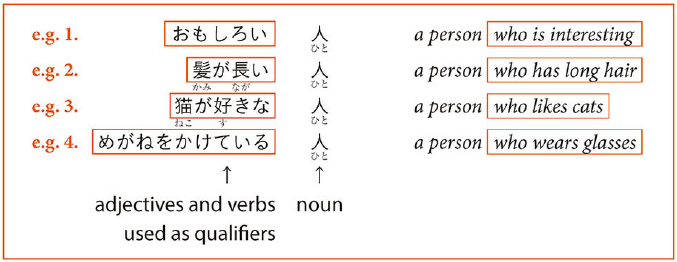 e.g. 1. おもしろい 人 a person who is interesting
ひと
e.g. 2. 髪が長い 人 a person who has long hair
かみ なが ひと
e.g. 3. 猫が好きな 人 a person who likes cats
ねこ す ひと
e.g. 4. めがねをかけている 人 a person who wears glasses
ひと
↑ ↑
adjectives and verbs noun
used as qualifiers